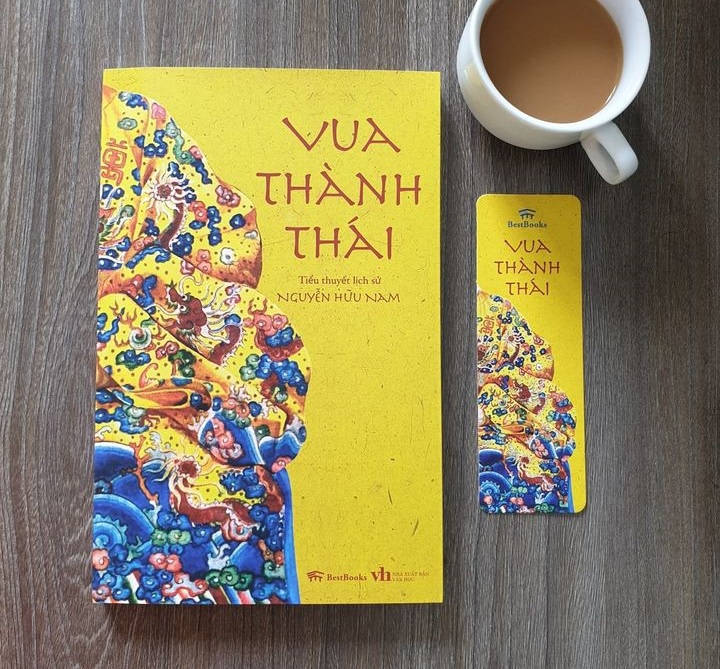 VUA
THÀNH
THÁI
Tiểu thuyết lịch sử
NGUYỄN HỮU NAM
BestBooks vh NHÀ XUẤT BẢN
VĂN HỌC
BestBooks
VUA
THÀNH
THÁI